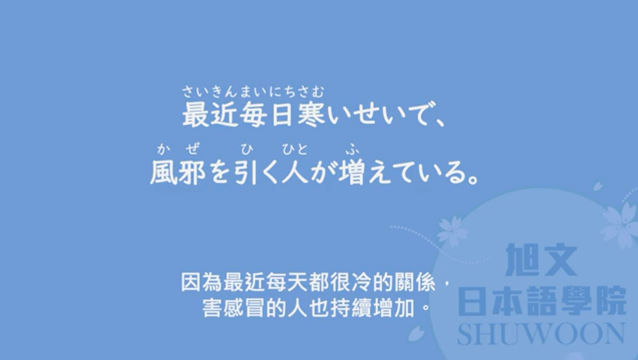 さいきんまいにちさむ
最近毎日寒いせいで、
かぜ ひ ひと ふ
風邪を引く人が増えている。
因為最近每天都很冷的關係，
害感冒的人也持續增加。
旭文
日本語學院
SHUWOON